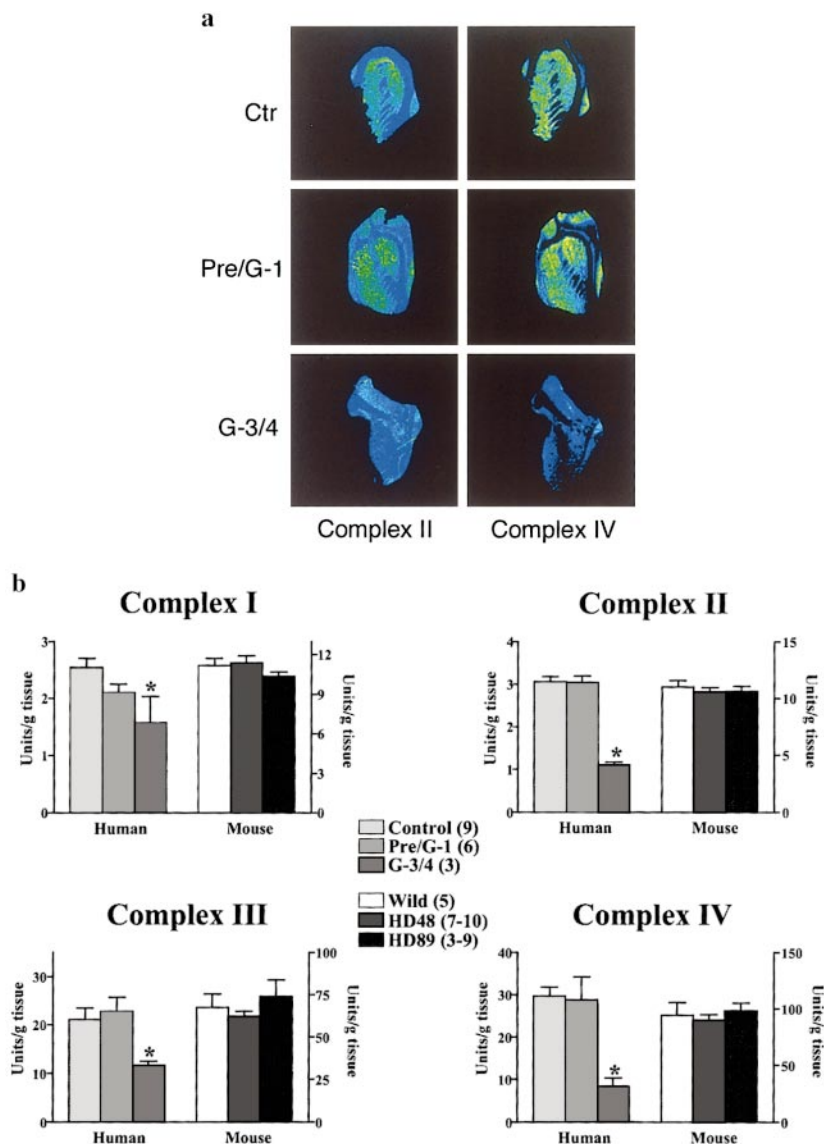 a
Ctr
Pre/G-1
G-3/4
Complex II Complex IV
b
Complex I
Units/g tissue
3
2
1
0
Human Mouse
11
9
6
3
0
Units/g tissue
Complex II
Units/g tissue
4
3
2
1
0
Human Mouse
15
10
5
0
Units/g tissue
Control (9)
Pre/G-1 (6)
G-3/4 (3)
Wild (5)
HD48 (7-10)
HD89 (3-9)
Complex III
Units/g tissue
30
20
10
0
Human Mouse
100
75
50
25
0
Units/g tissue
Complex IV
Units/g tissue
40
30
20
10
0
Human Mouse
150
100
50
0
Units/g tissue
*
*
*
*